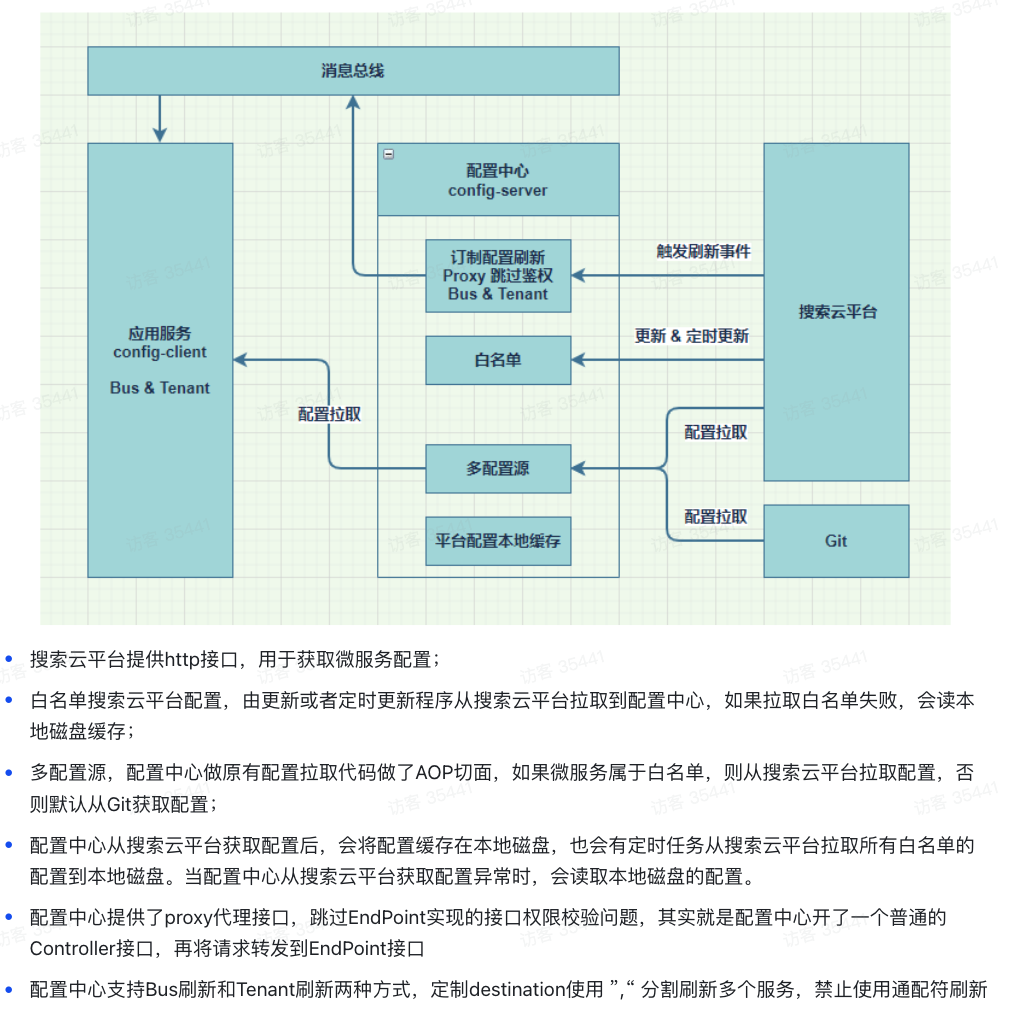 消息总线
配置中心
config-server
订制配置刷新
Proxy 跳过鉴权
Bus & Tenant
触发刷新事件
搜索云平台
应用服务
config-client
Bus & Tenant
更新 & 定时更新
白名单
配置拉取
配置拉取
多配置源
配置拉取
平台配置本地缓存
Git
搜索云平台提供http接口，用于获取微服务配置；
白名单搜索云平台配置，由更新或者定时更新程序从搜索云平台拉取到配置中心，如果拉取白名单失败，会读本
地磁盘缓存；
多配置源，配置中心做原有配置拉取代码做了AOP切面，如果微服务属于白名单，则从搜索云平台拉取配置，否
则默认从Git获取配置；
配置中心从搜索云平台获取配置后，会将配置缓存在本地磁盘，也会有定时任务从搜索云平台拉取所有白名单的
配置到本地磁盘。当配置中心从搜索云平台获取配置异常时，会读取本地磁盘的配置。
配置中心提供了proxy代理接口，跳过EndPoint实现的接口权限校验问题，其实就是配置中心开了一个普通的
Controller接口，再将请求转发到EndPoint接口
配置中心支持Bus刷新和Tenant刷新两种方式，定制destination使用 ”,“ 分割刷新多个服务，禁止使用通配符刷新
访客 35441